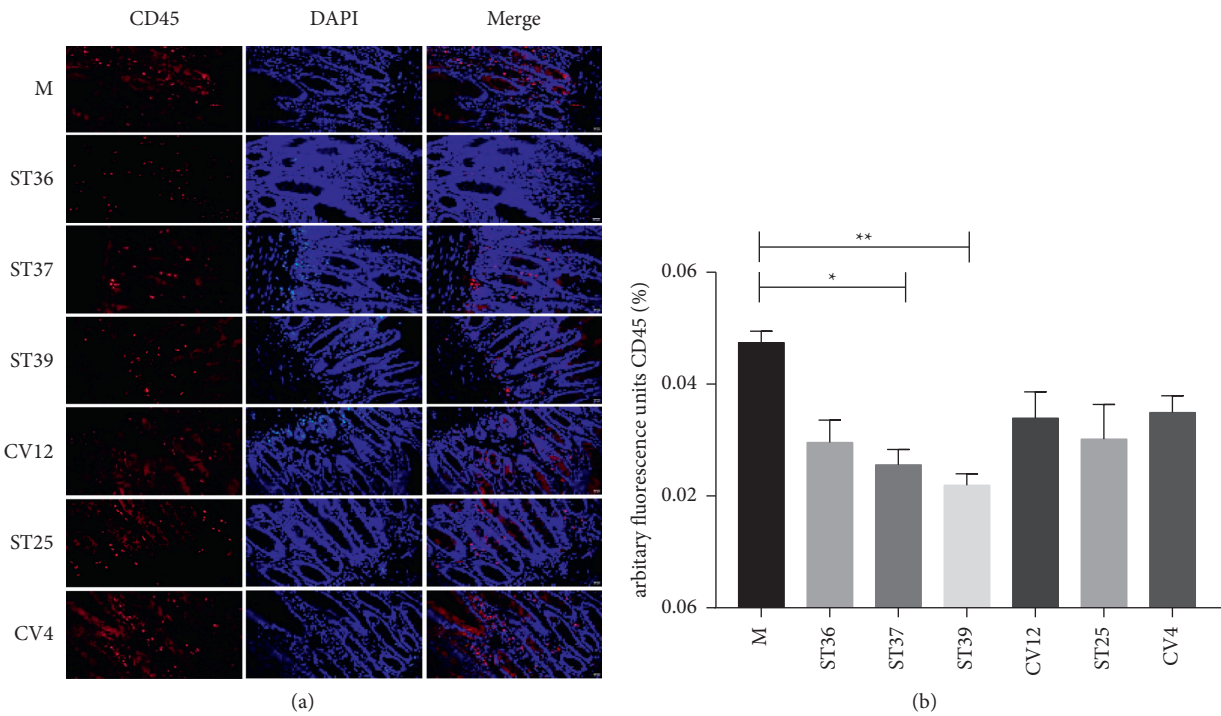 CD45 DAPI Merge
M
ST36
ST37
ST39
CV12
ST25
CV4
(a)
**
*
arbitary fluorescence units CD45 (%)
0.06
0.04
0.02
0.06
M ST36 ST37 ST39 CV12 ST25 CV4
(b)